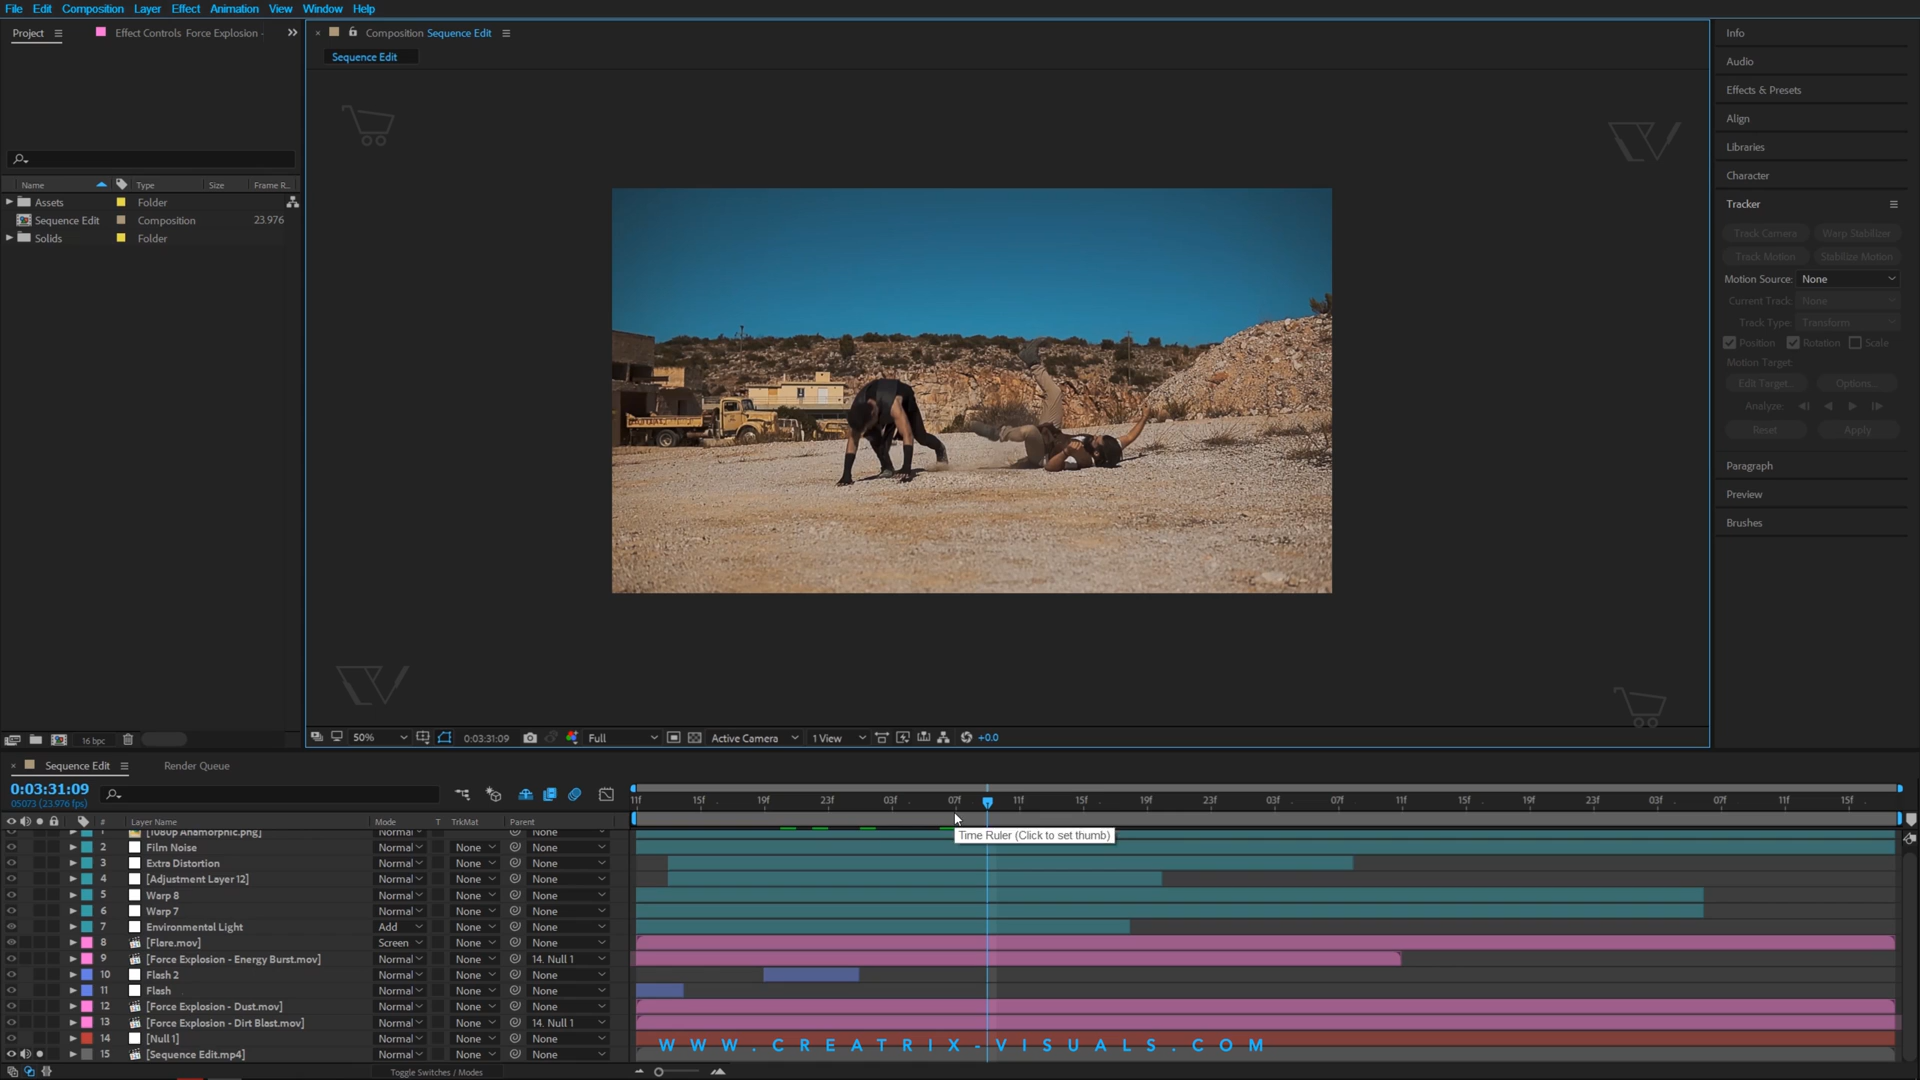 File Edit Composition Layer Effect Animation View Window Help
Project
Effect Controls Force Explosion -
Composition Sequence Edit
Sequence Edit
Name Type Size Frame R...
Assets Folder
Sequence Edit Composition 23.976
Solids Folder
16 bpc
50% 0:03:31:09 Full Active Camera 1 View +0.0
Info
Audio
Effects & Presets
Align
Libraries
Character
Tracker
Track Camera Warp Stabilizer
Track Motion Stabilize Motion
Motion Source: None
Current Track: None
Track Type: Transform
Position Rotation Scale
Motion Target:
Edit Target... Options...
Analyze:
Reset Apply
Paragraph
Preview
Brushes
Sequence Edit Render Queue
0:03:31:09
05073 (23.976 fps)
11f 15f 19f 23f 03f 07f 11f 15f 19f 23f 03f 07f 11f 15f 19f 23f 03f 07f 11f 15f
Time Ruler (Click to set thumb)
# Layer Name Mode T TrkMat Parent
1 [1080p Anamorphic.png] Normal None None
2 Film Noise Normal None None
3 Extra Distortion Normal None None
4 [Adjustment Layer 12] Normal None None
5 Warp 8 Normal None None
6 Warp 7 Normal None None
7 Environmental Light Add None None
8 [Flare.mov] Screen None None
9 [Force Explosion - Energy Burst.mov] Normal None 14. Null 1
10 Flash 2 Normal None None
11 Flash Normal None None
12 [Force Explosion - Dust.mov] Normal None None
13 [Force Explosion - Dirt Blast.mov] Normal None 14. Null 1
14 [Null 1] Normal None None
15 [Sequence Edit.mp4] Normal None None
WWW.CREATRIX-VISUALS.COM
Toggle Switches / Modes